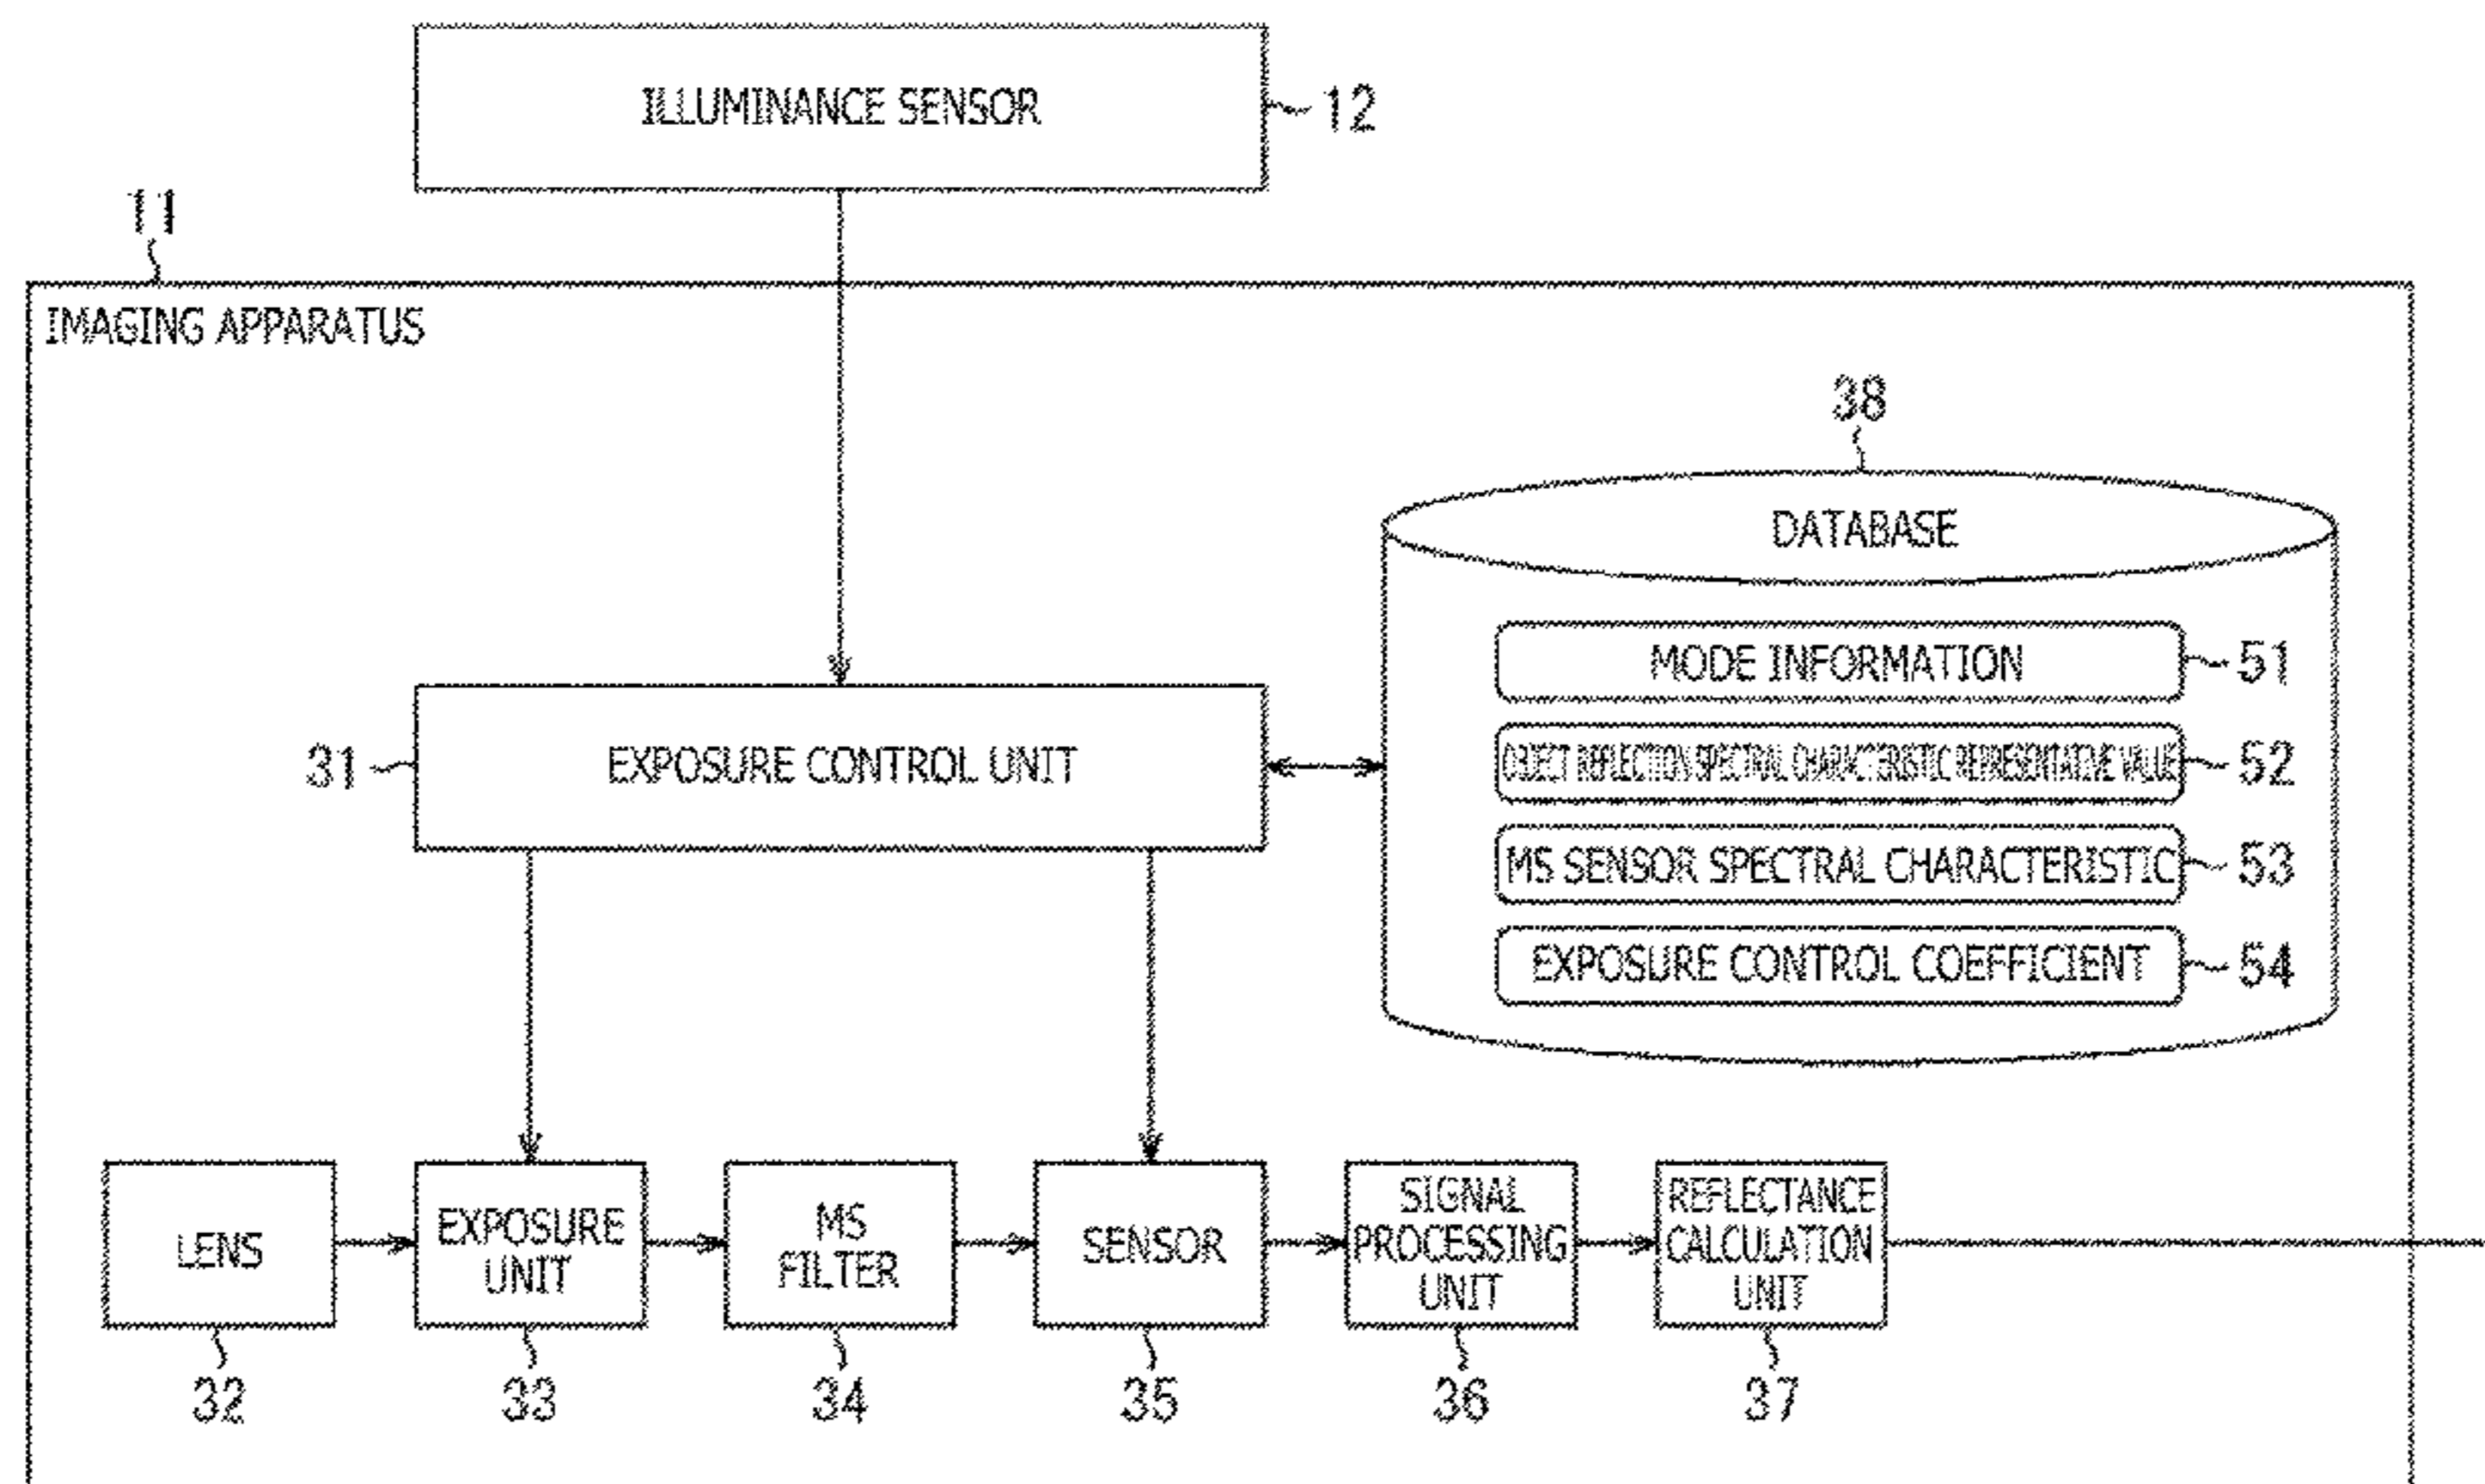 ILLUMINANCE SENSOR
12
11
IMAGING APPARATUS
38
DATABASE
MODE INFORMATION
51
OBJECT REFLECTION SPECTRAL CHARACTERISTIC REPRESENTATIVE VALUE
52
MS SENSOR SPECTRAL CHARACTERISTIC
53
EXPOSURE CONTROL COEFFICIENT
54
31
EXPOSURE CONTROL UNIT
LENS
EXPOSURE
UNIT
MS
FILTER
SENSOR
SIGNAL
PROCESSING
UNIT
REFLECTANCE
CALCULATION
UNIT
32
33
34
35
36
37